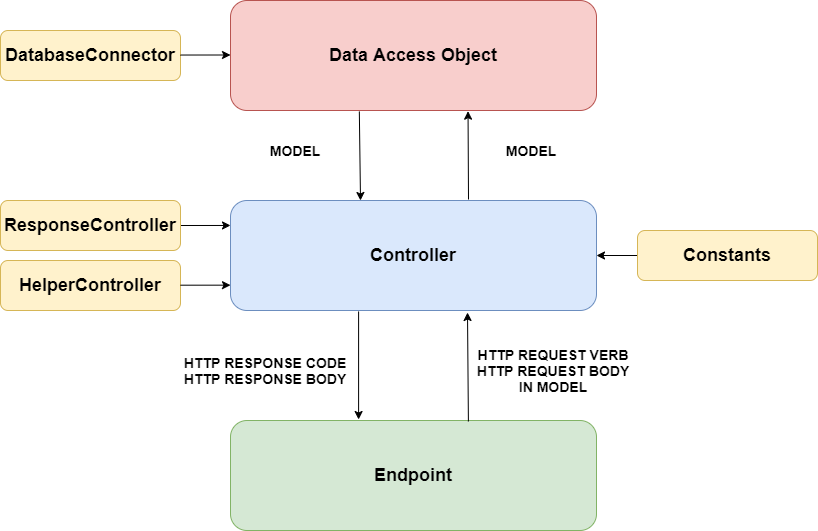 DatabaseConnector
Data Access Object
MODEL
MODEL
ResponseController
Controller
Constants
HelperController
HTTP RESPONSE CODE
HTTP RESPONSE BODY
HTTP REQUEST VERB
HTTP REQUEST BODY
IN MODEL
Endpoint